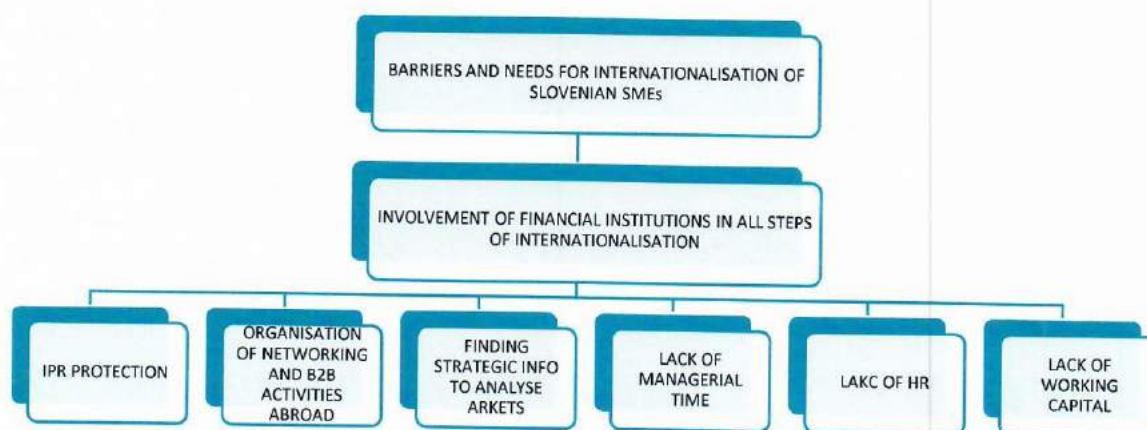 BARRIERS AND NEEDS FOR INTERNATIONALISATION OF
SLOVENIAN SMEs
INVOLVEMENT OF FINANCIAL INSTITUTIONS IN ALL STEPS
OF INTERNATIONALISATION
IPR PROTECTION
ORGANISATION
OF NETWORKING
AND B2B
ACTIVITIES
ABROAD
FINDING
STRATEGIC INFO
TO ANALYSE
ARKETS
LACK OF
MANAGERIAL
TIME
LAKC OF HR
LACK OF
WORKING
CAPITAL